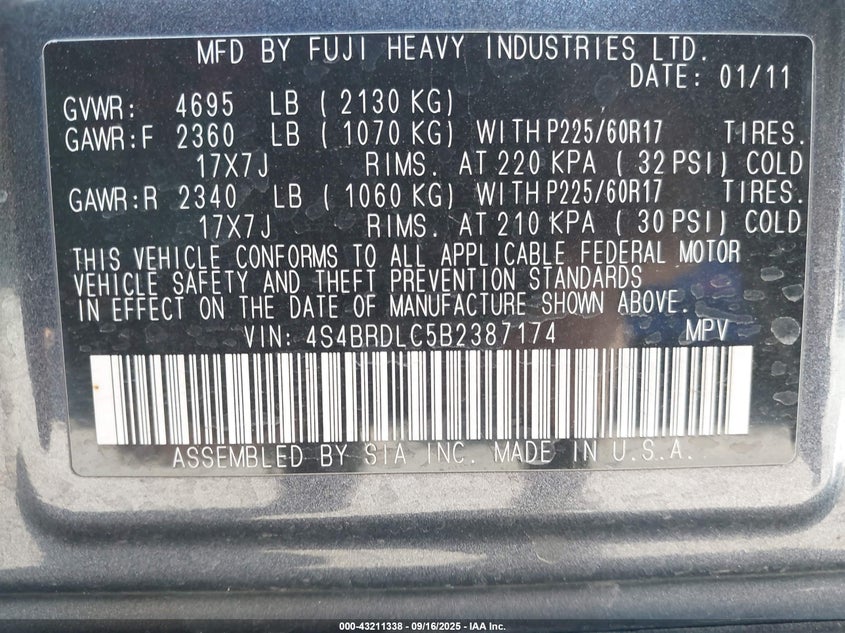 MFD BY FUJI HEAVY INDUSTRIES LTD.
DATE: 01/11
GVWR: 4695 LB ( 2130 KG)
GAWR:F 2360 LB ( 1070 KG) WITH P225/60R17 TIRES.
17X7J RIMS. AT 220 KPA ( 32 PSI) COLD
GAWR:R 2340 LB ( 1060 KG) WITH P225/60R17 TIRES.
17X7J RIMS. AT 210 KPA ( 30 PSI) COLD
THIS VEHICLE CONFORMS TO ALL APPLICABLE FEDERAL MOTOR
VEHICLE SAFETY AND THEFT PREVENTION STANDARDS
IN EFFECT ON THE DATE OF MANUFACTURE SHOWN ABOVE.
VIN: 4S4BRDLC5B2387174 MPV
ASSEMBLED BY SIA INC. MADE IN U.S.A.
000-43211338 - 09/16/2025 - IAA Inc.